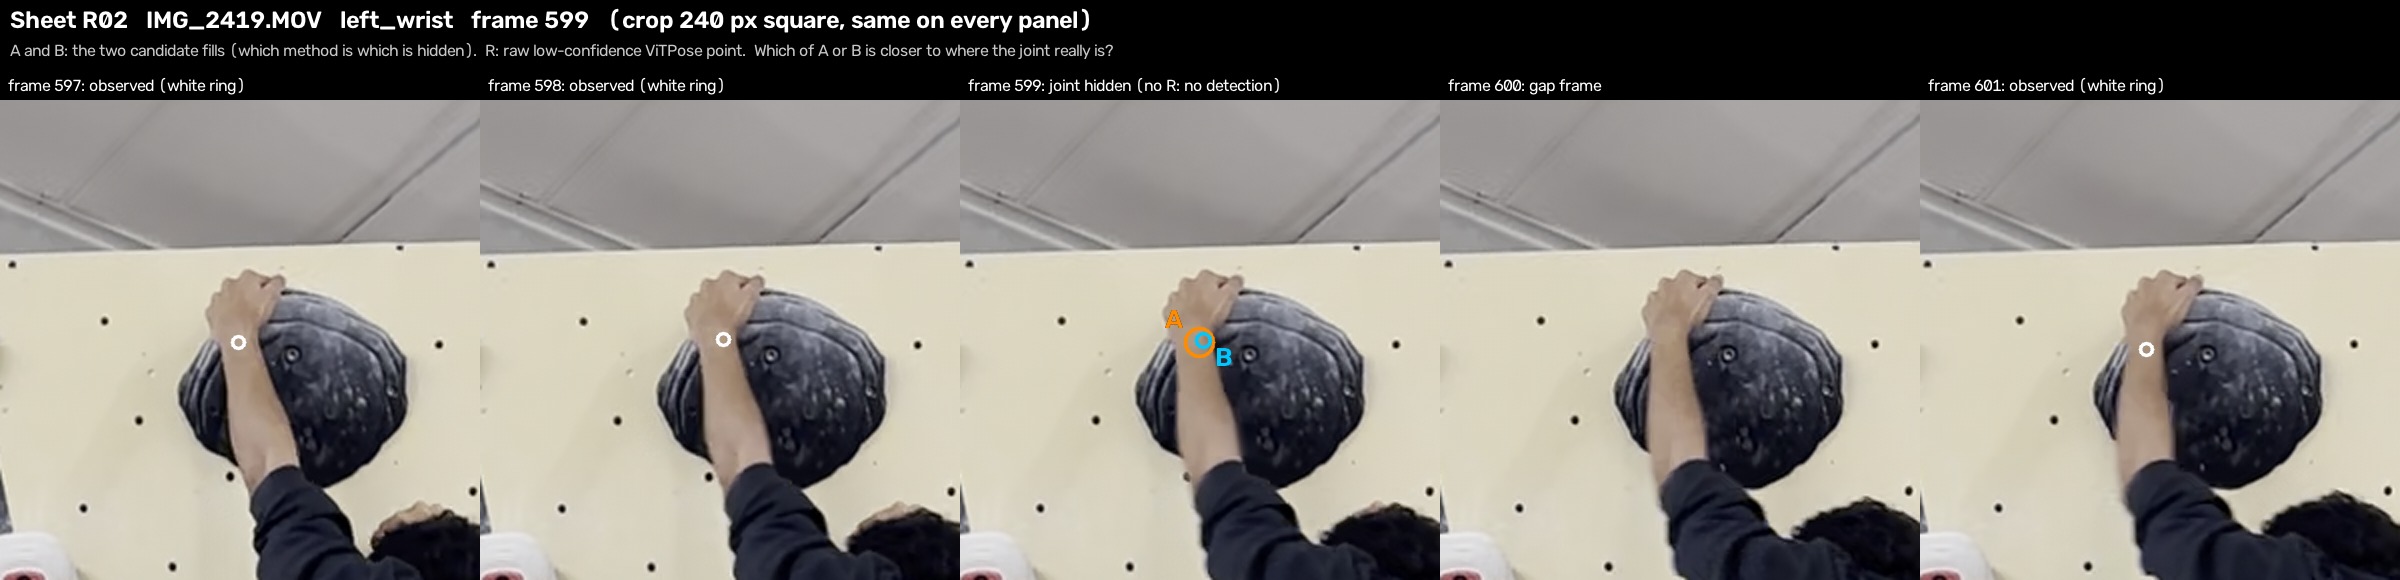 Sheet R02 IMG_2419.MOV left_wrist frame 599 (crop 240 px square, same on every panel)
A and B: the two candidate fills (which method is which is hidden). R: raw low-confidence ViTPose point. Which of A or B is closer to where the joint really is?
frame 597: observed (white ring)
frame 598: observed (white ring)
frame 599: joint hidden (no R: no detection)
frame 600: gap frame
frame 601: observed (white ring)
A
B